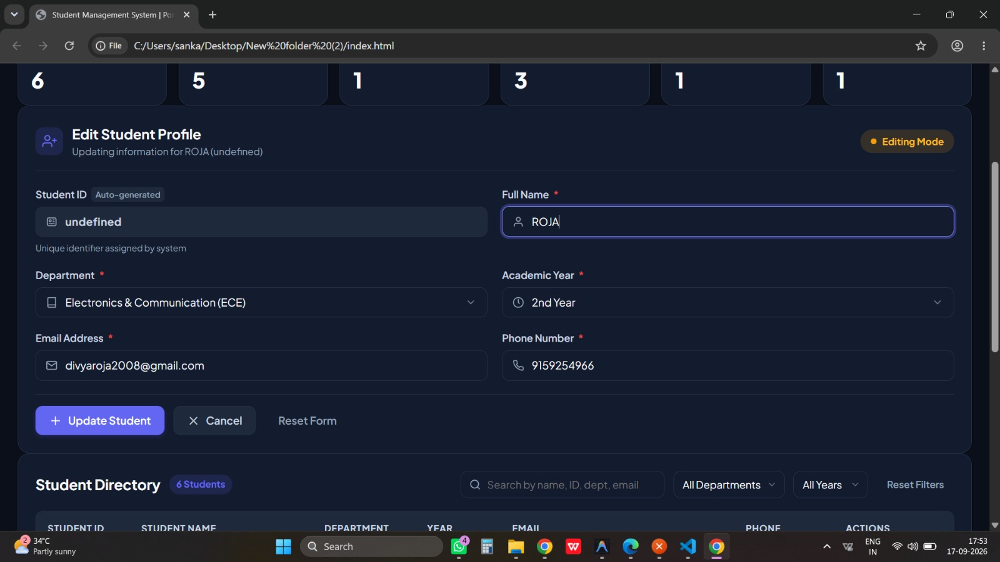 Student Management System | Po
File
C:/Users/sanka/Desktop/New%20folder%20(2)/index.html
6
5
1
3
1
1
Edit Student Profile
Updating information for ROJA (undefined)
Editing Mode
Student ID Auto-generated
undefined
Unique identifier assigned by system
Full Name *
ROJA
Department *
Electronics & Communication (ECE)
Academic Year *
2nd Year
Email Address *
divyaroja2008@gmail.com
Phone Number *
9159254966
Update Student
Cancel
Reset Form
Student Directory 6 Students
Search by name, ID, dept, email
All Departments
All Years
Reset Filters
STUDENT ID STUDENT NAME DEPARTMENT YEAR EMAIL PHONE ACTIONS
2
34°C
Partly sunny
Search
4
ENG
IN
17:53
17-09-2026